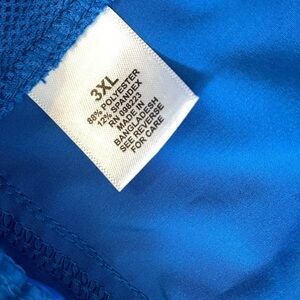 3XL
88% POLYESTER
12% SPANDEX
RN 098223
MADE IN
BANGLADESH
SEE REVERSE
FOR CARE